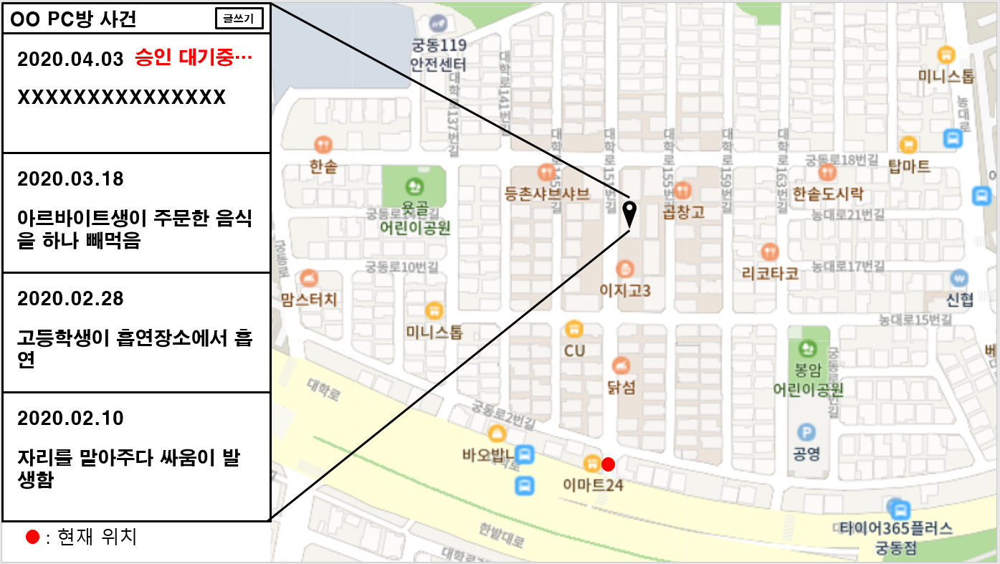 OO PC방 사건
글쓰기
2020.04.03 승인 대기중…
XXXXXXXXXXXXXXX
2020.03.18
아르바이트생이 주문한 음식
을 하나 빼먹음
2020.02.28
고등학생이 흡연장소에서 흡
연
2020.02.10
자리를 맡아주다 싸움이 발
생함
: 현재 위치
궁동119
안전센터
대학로137번길
대학로141번길
대학로145번길
대학로151번길
대학로155번길
대학로159번길
대학로163번길
미니스톱
농대로
한솥
욧골
어린이공원
등촌샤브샤브
곱창고
궁동로18번길
탑마트
한솥도시락
농대로21번길
궁동로14번길
궁동로10번길
맘스터치
이지고3
리코타코
농대로17번길
신협
농대로15번길
미니스톱
CU
닭섬
봉암
어린이공원
대학로
궁동로2번길
바오밥나
이마트24
공영
타이어365플러스
궁동점
한밭대로